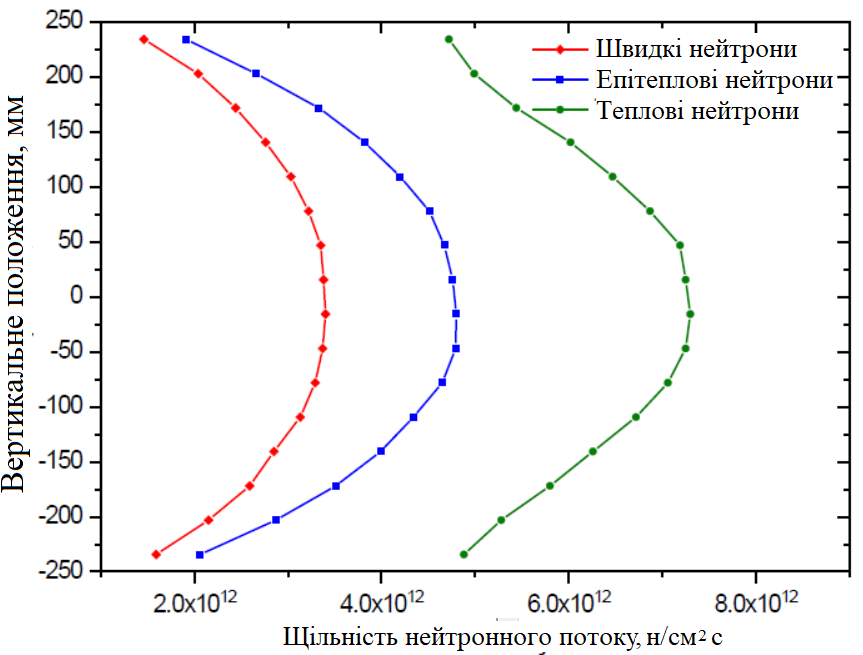 250
200
150
100
50
0
-50
-100
-150
-200
-250
Вертикальне положення, мм
Швидкі нейтрони
Епітеплові нейтрони
Теплові нейтрони
2.0x10¹² 4.0x10¹² 6.0x10¹² 8.0x10¹²
Щільність нейтронного потоку, н/см² с